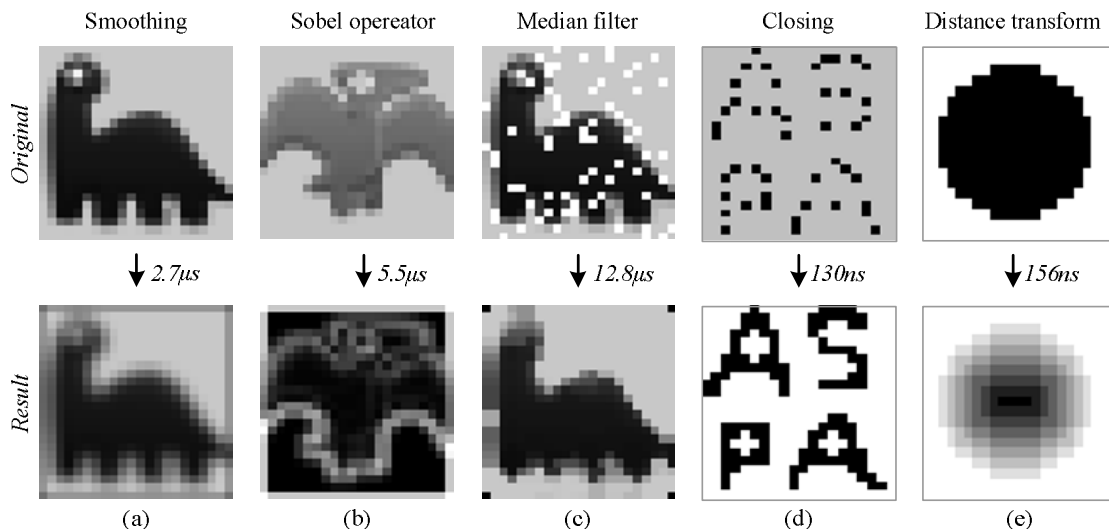 Smoothing Sobel opereator Median filter Closing Distance transform
Original
2.7µs 5.5µs 12.8µs 130ns 156ns
Result
A S
P A
(a) (b) (c) (d) (e)